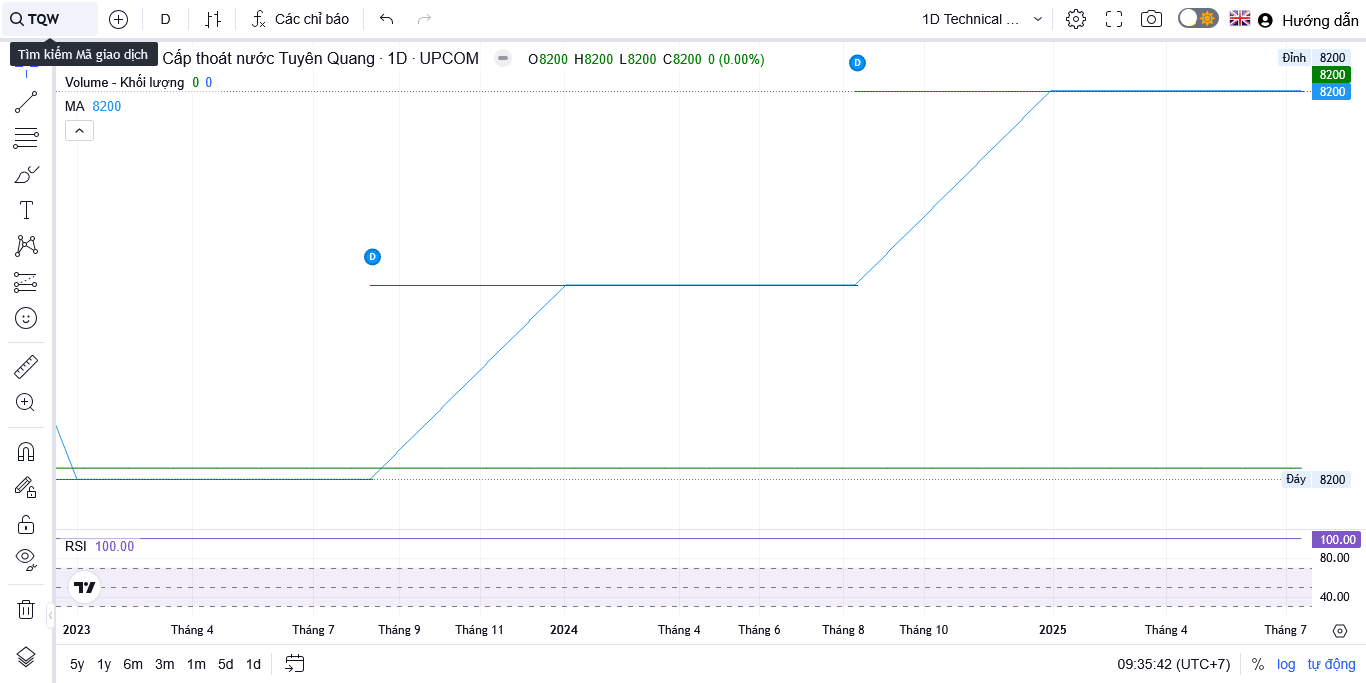 TQW
D
Các chỉ báo
1D Technical ...
Hướng dẫn
Tìm kiếm Mã giao dịch
Cấp thoát nước Tuyên Quang · 1D · UPCOM
O8200 H8200 L8200 C8200 0 (0.00%)
Volume - Khối lượng 0 0
MA 8200
D
D
Đỉnh 8200
8200
8200
Đáy 8200
RSI 100.00
100.00
80.00
40.00
2023 Tháng 4 Tháng 7 Tháng 9 Tháng 11 2024 Tháng 4 Tháng 6 Tháng 8 Tháng 10 2025 Tháng 4 Tháng 7
5y 1y 6m 3m 1m 5d 1d
09:35:42 (UTC+7) % log tự động